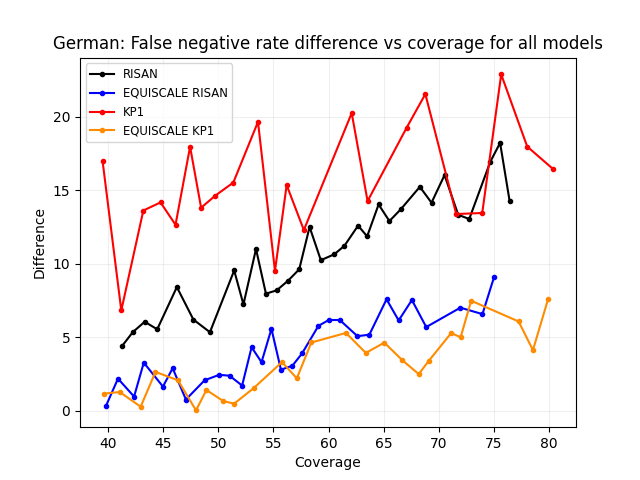 German: False negative rate difference vs coverage for all models
RISAN
EQUISCALE RISAN
KP1
EQUISCALE KP1
20
15
10
5
0
Difference
40 45 50 55 60 65 70 75 80
Coverage